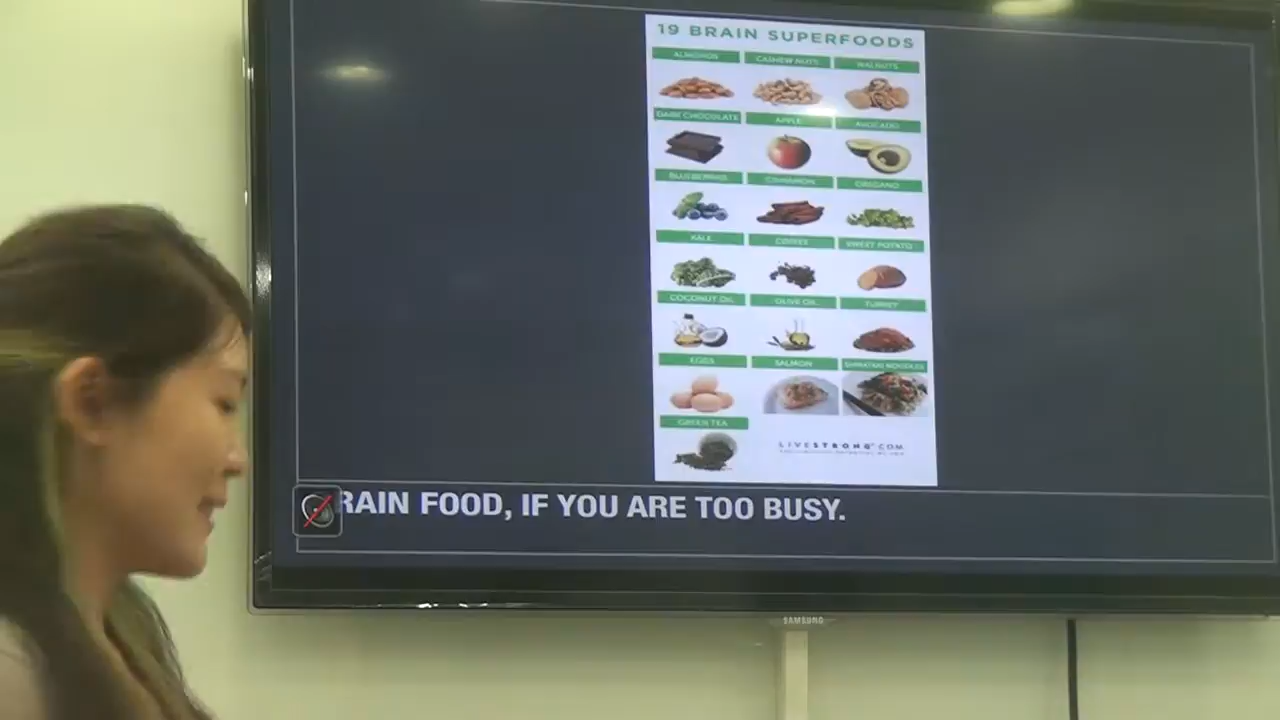 19 BRAIN SUPERFOODS
ALMONDS CASHEW NUTS WALNUTS
DARK CHOCOLATE APPLE AVOCADO
BLUEBERRIES CINNAMON OREGANO
KALE COFFEE SWEET POTATO
COCONUT OIL OLIVE OIL TURKEY
EGGS SALMON SHIRATAKI NOODLES
GREEN TEA
LIVESTRONG.COM
RAIN FOOD, IF YOU ARE TOO BUSY.
SAMSUNG